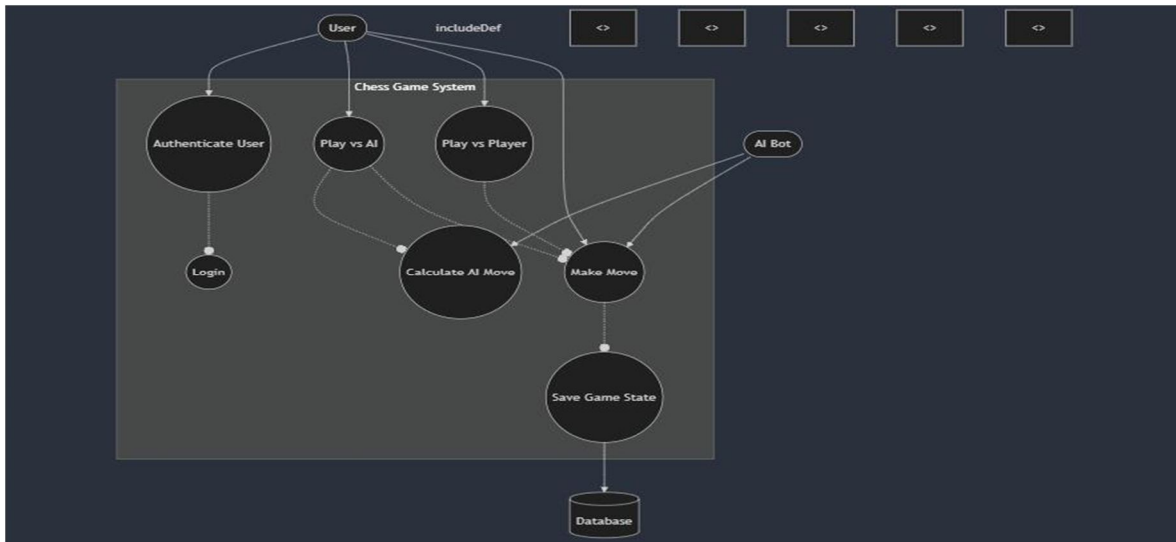 User
includeDef
<>
<>
<>
<>
<>
Chess Game System
Authenticate User
Play vs AI
Play vs Player
AI Bot
Login
Calculate AI Move
Make Move
Save Game State
Database